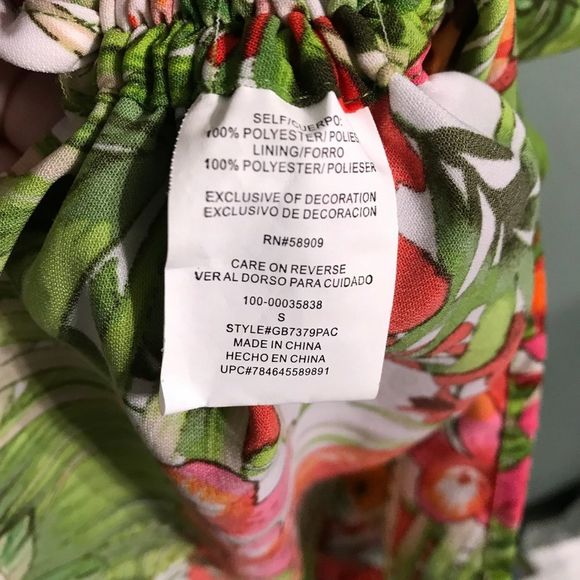 SELF/CUERPO:
100% POLYESTER/POLIES
LINING/FORRO
100% POLYESTER/POLIESER
EXCLUSIVE OF DECORATION
EXCLUSIVO DE DECORACION
RN#58909
CARE ON REVERSE
VER AL DORSO PARA CUIDADO
100-00035838
S
STYLE#GB7379PAC
MADE IN CHINA
HECHO EN CHINA
UPC#784645589891